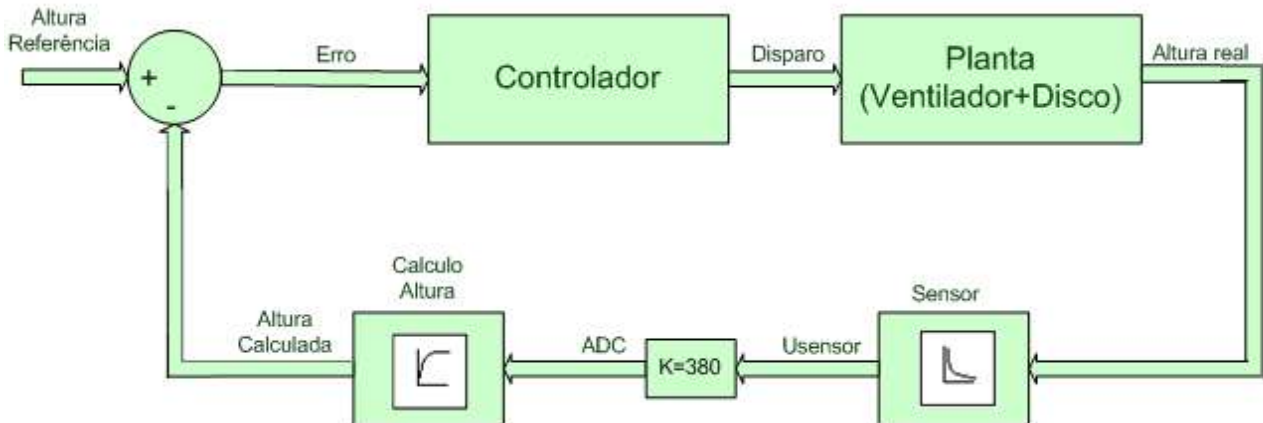 Altura
Referência
+
-
Erro
Controlador
Disparo
Planta
(Ventilador+Disco)
Altura real
Calculo
Altura
Sensor
Altura
Calculada
ADC
K=380
Usensor